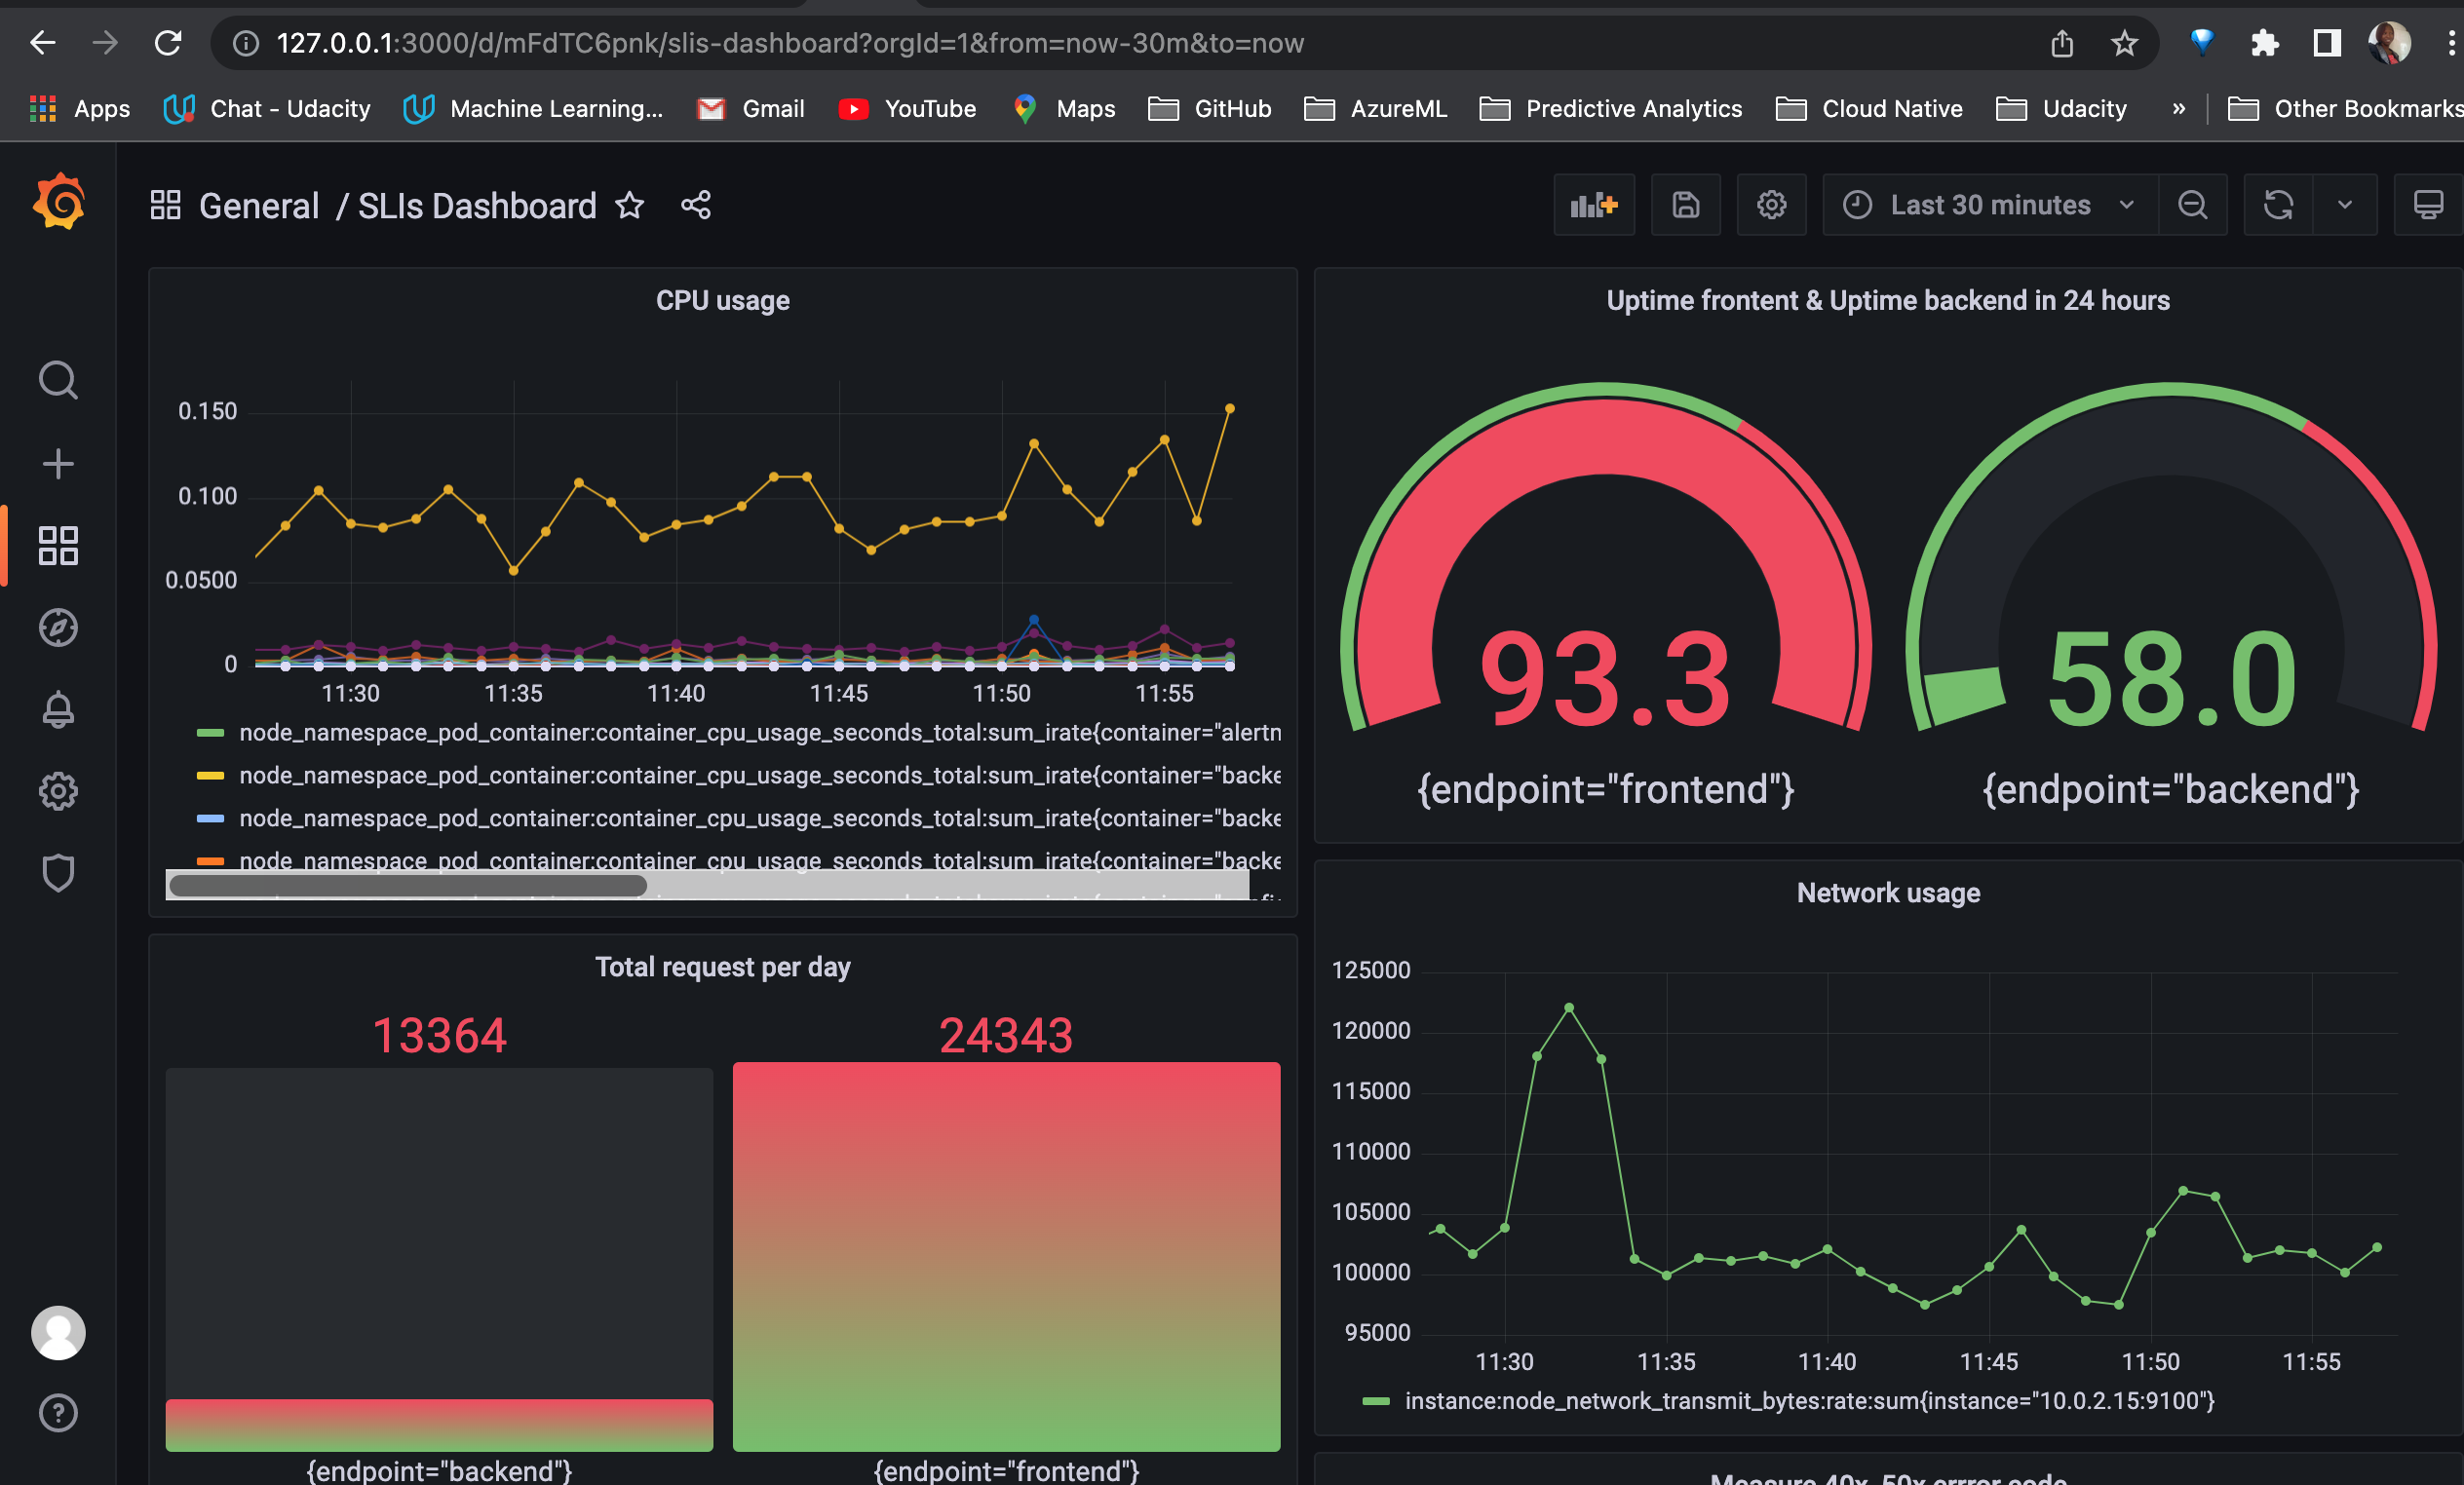 127.0.0.1:3000/d/mFdTC6pnk/slis-dashboard?orgId=1&from=now-30m&to=now
Apps Chat - Udacity Machine Learning... Gmail YouTube Maps GitHub AzureML Predictive Analytics Cloud Native Udacity » Other Bookmarks
General / SLIs Dashboard
Last 30 minutes
CPU usage
0.150
0.100
0.0500
0
11:30 11:35 11:40 11:45 11:50 11:55
node_namespace_pod_container:container_cpu_usage_seconds_total:sum_irate{container="alertn
node_namespace_pod_container:container_cpu_usage_seconds_total:sum_irate{container="backe
node_namespace_pod_container:container_cpu_usage_seconds_total:sum_irate{container="backe
node_namespace_pod_container:container_cpu_usage_seconds_total:sum_irate{container="backe
Uptime frontent & Uptime backend in 24 hours
93.3
{endpoint="frontend"}
58.0
{endpoint="backend"}
Total request per day
13364
{endpoint="backend"}
24343
{endpoint="frontend"}
Network usage
125000
120000
115000
110000
105000
100000
95000
11:30 11:35 11:40 11:45 11:50 11:55
instance:node_network_transmit_bytes:rate:sum{instance="10.0.2.15:9100"}
Measure 40x, 50x errror code